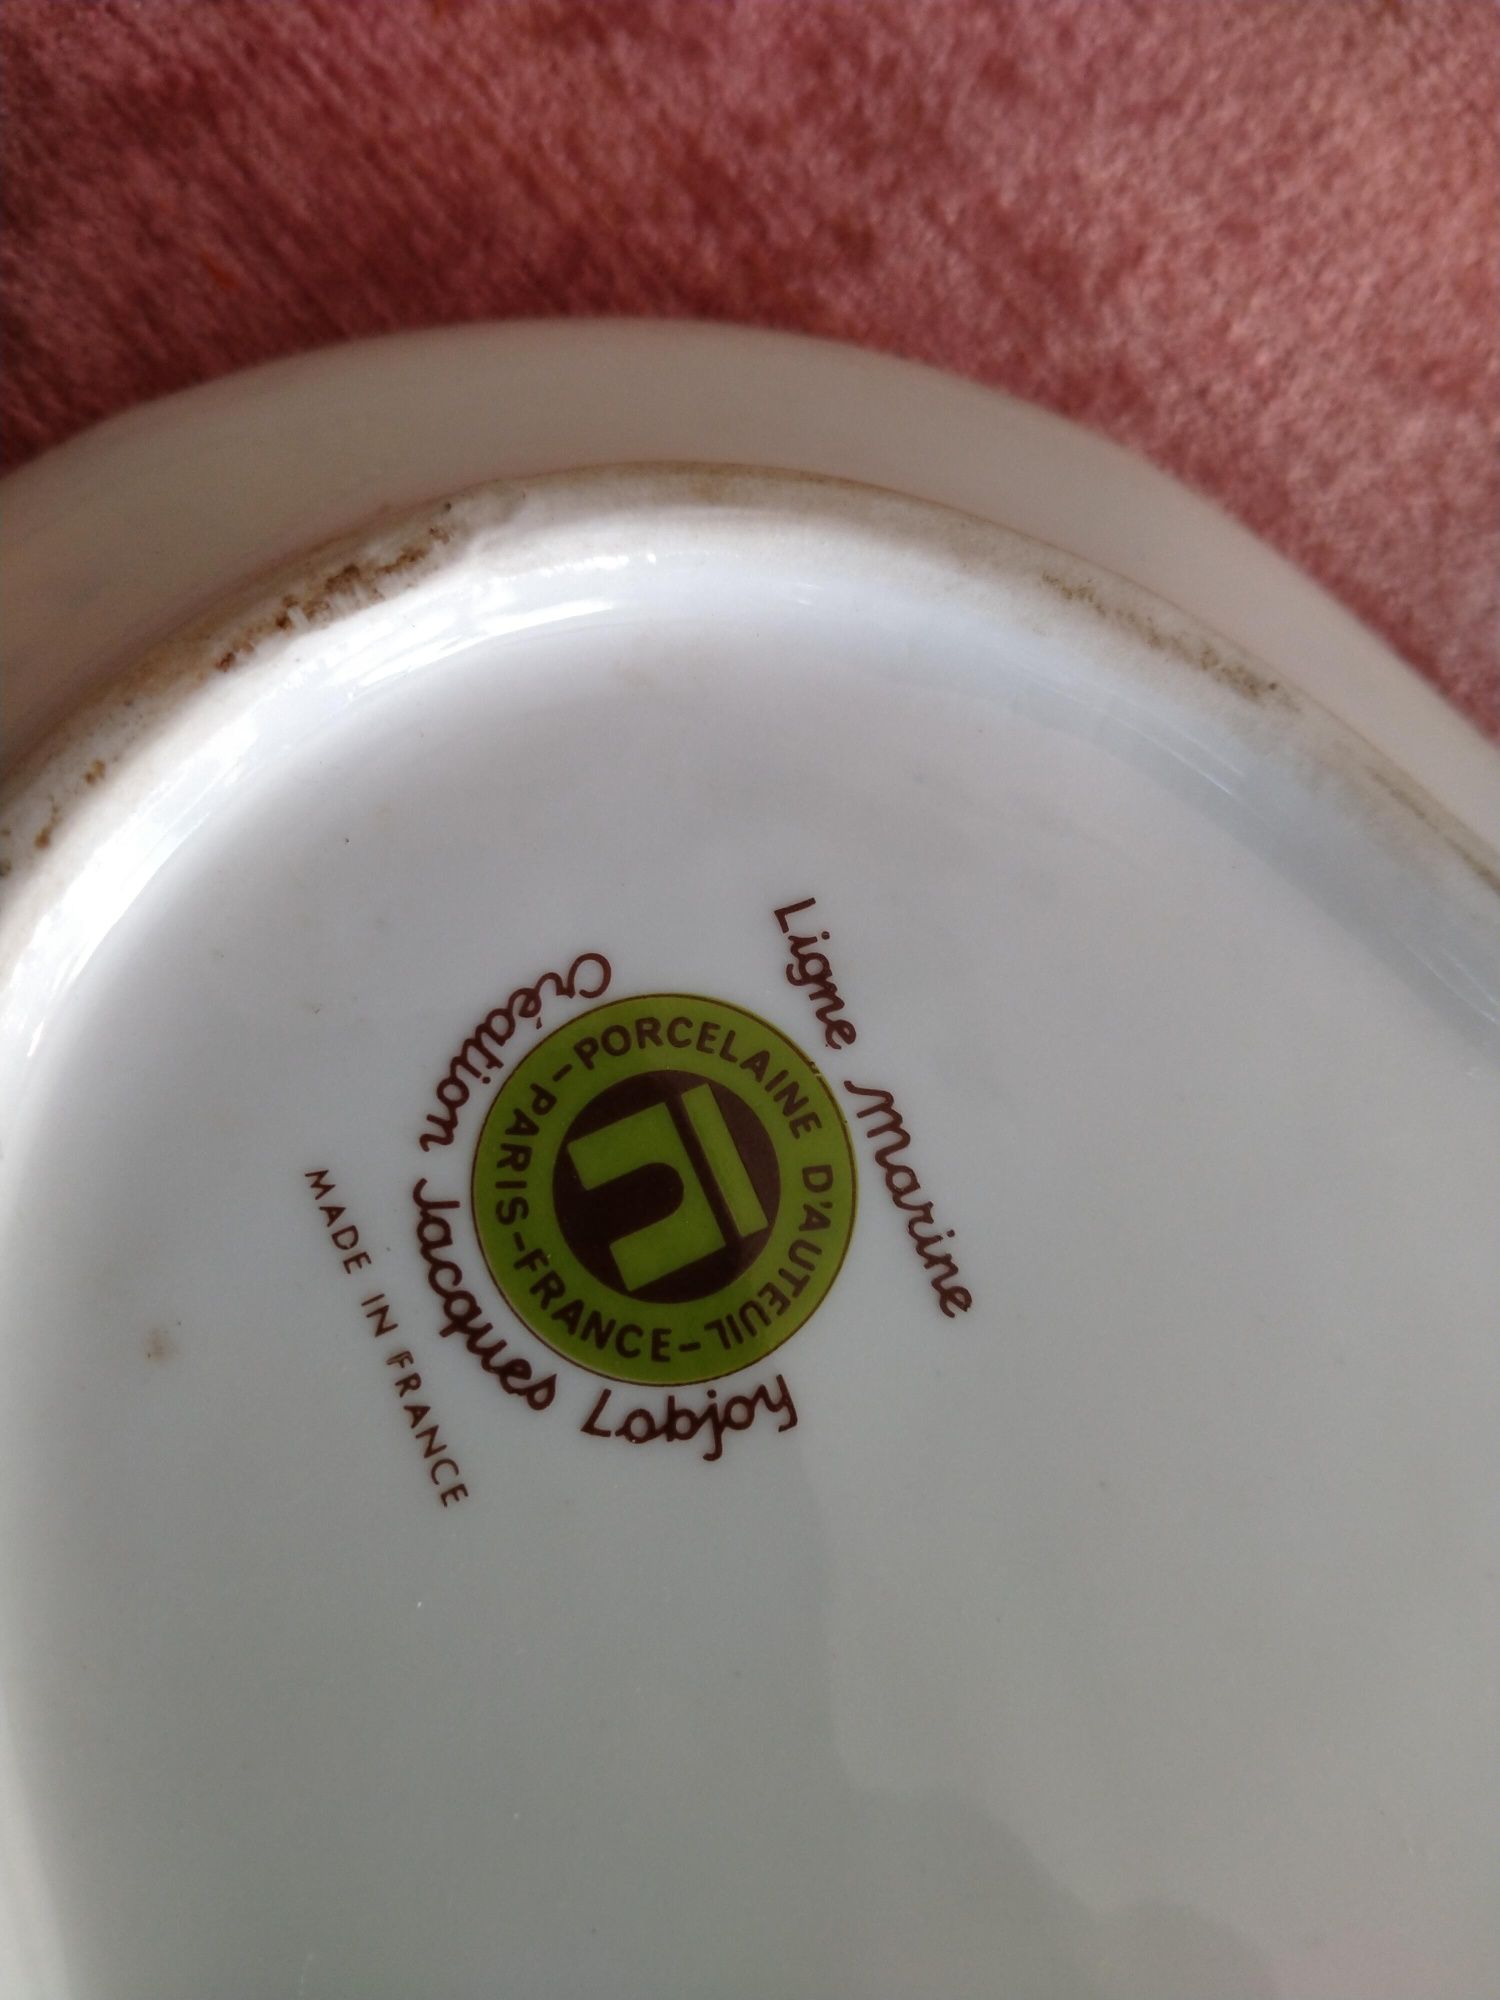 Ligne marine
PORCELAINE D'AUTEUIL-
PARIS-FRANCE-
Création Jacques Lobjoy
MADE IN FRANCE